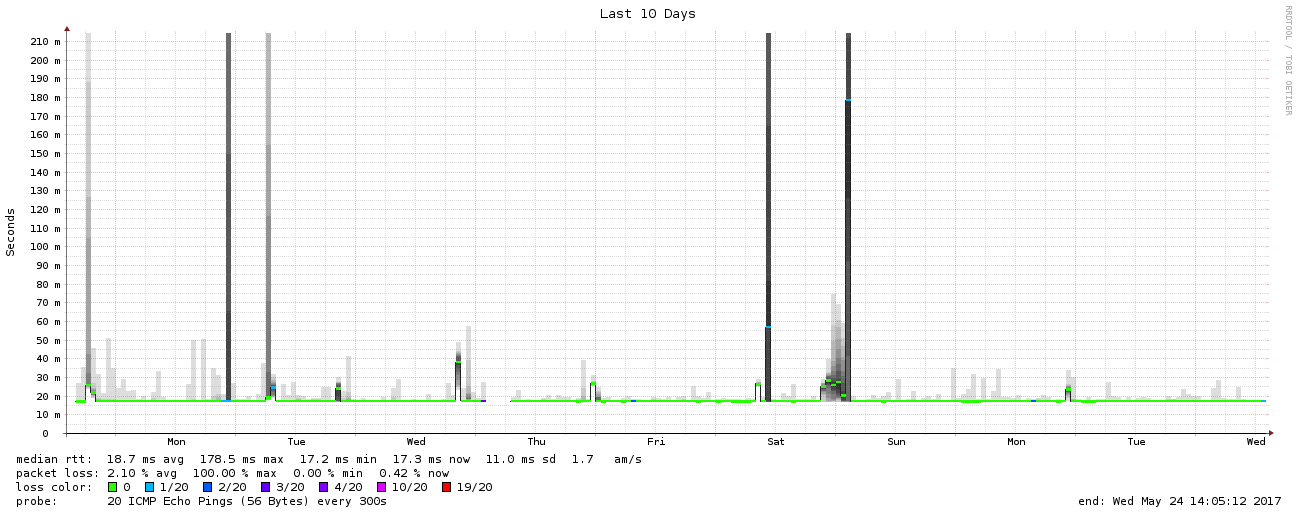 Last 10 Days
RRDTOOL / TOBI OETIKER
Seconds
210 m
200 m
190 m
180 m
170 m
160 m
150 m
140 m
130 m
120 m
110 m
100 m
90 m
80 m
70 m
60 m
50 m
40 m
30 m
20 m
10 m
0
Mon Tue Wed Thu Fri Sat Sun Mon Tue Wed
median rtt: 18.7 ms avg 178.5 ms max 17.2 ms min 17.3 ms now 11.0 ms sd 1.7 am/s
packet loss: 2.10 % avg 100.00 % max 0.00 % min 0.42 % now
loss color: 0 1/20 2/20 3/20 4/20 10/20 19/20
probe: 20 ICMP Echo Pings (56 Bytes) every 300s end: Wed May 24 14:05:12 2017